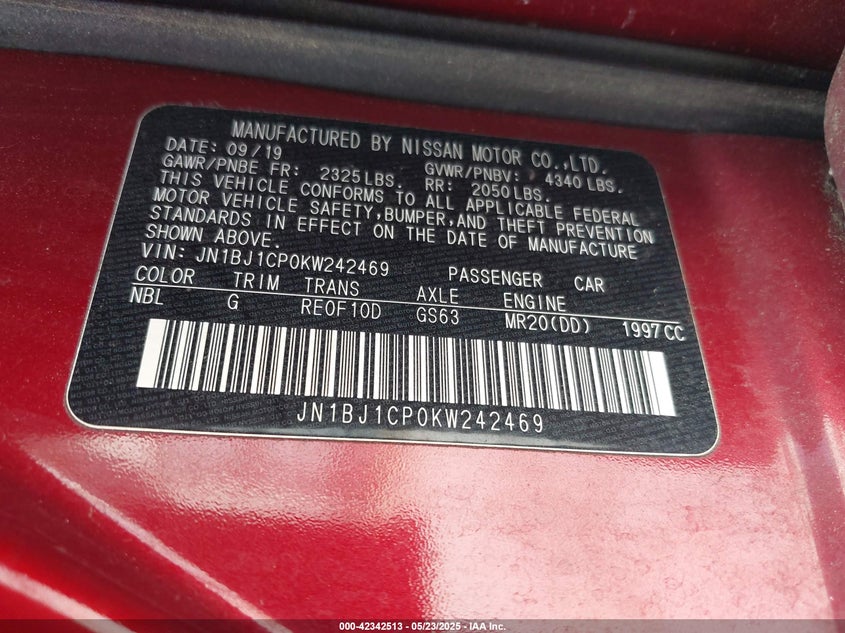 MANUFACTURED BY NISSAN MOTOR CO.,LTD.
DATE: 09/19 GVWR/PNBV: 4340 LBS.
GAWR/PNBE FR: 2325 LBS. RR: 2050 LBS.
THIS VEHICLE CONFORMS TO ALL APPLICABLE FEDERAL
MOTOR VEHICLE SAFETY,BUMPER,AND THEFT PREVENTION
STANDARDS IN EFFECT ON THE DATE OF MANUFACTURE
SHOWN ABOVE.
VIN: JN1BJ1CP0KW242469 PASSENGER CAR
COLOR TRIM TRANS AXLE ENGINE
NBL G RE0F10D GS63 MR20(DD) 1997CC
JN1BJ1CP0KW242469
000-42342513 - 05/23/2025 - IAA Inc.